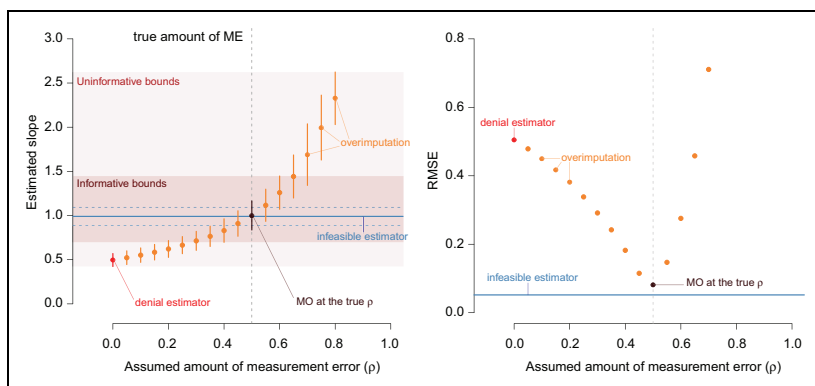 true amount of ME
3.0
2.5
2.0
1.5
1.0
0.5
0.0
Estimated slope
Uninformative bounds
overimputation
Informative bounds
infeasible estimator
MO at the true ρ
denial estimator
0.0 0.2 0.4 0.6 0.8 1.0
Assumed amount of measurement error (ρ)
0.8
0.6
0.4
0.2
0.0
RMSE
denial estimator
overimputation
infeasible estimator
MO at the true ρ
0.0 0.2 0.4 0.6 0.8 1.0
Assumed amount of measurement error (ρ)